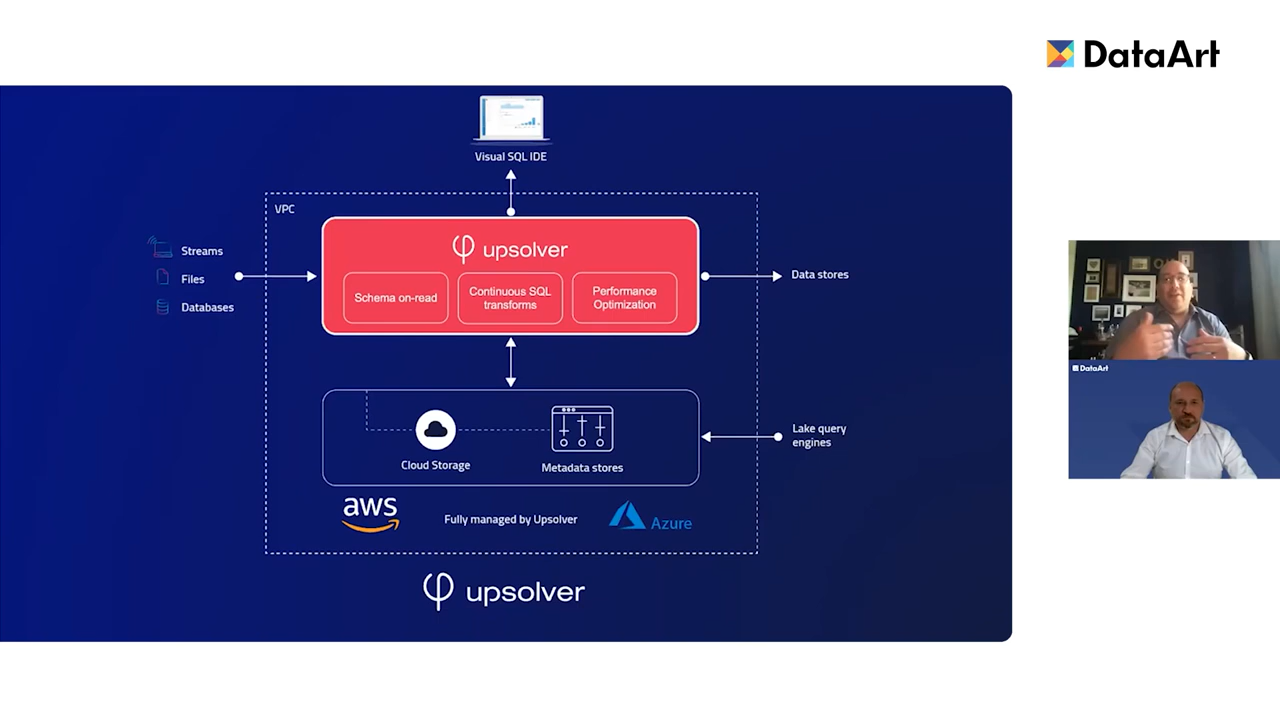 DataArt
Visual SQL IDE
VPC
upsolver
Streams
Files
Databases
Schema on-read
Continuous SQL
transforms
Performance
Optimization
Data stores
Cloud Storage
Metadata stores
Lake query
engines
aws
Fully managed by Upsolver
Azure
upsolver
DataArt